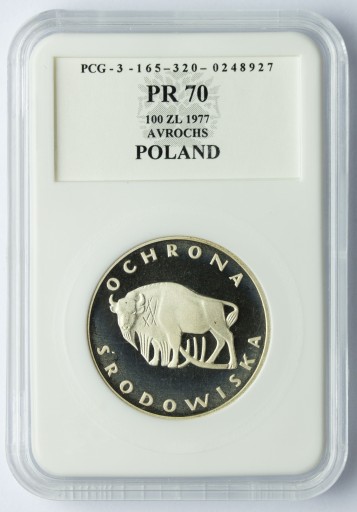 PCG - 3 - 165 - 320 - 0248927
PR 70
100 ZL 1977
AVROCHS
POLAND
OCHRONA
ŚRODOWISKA